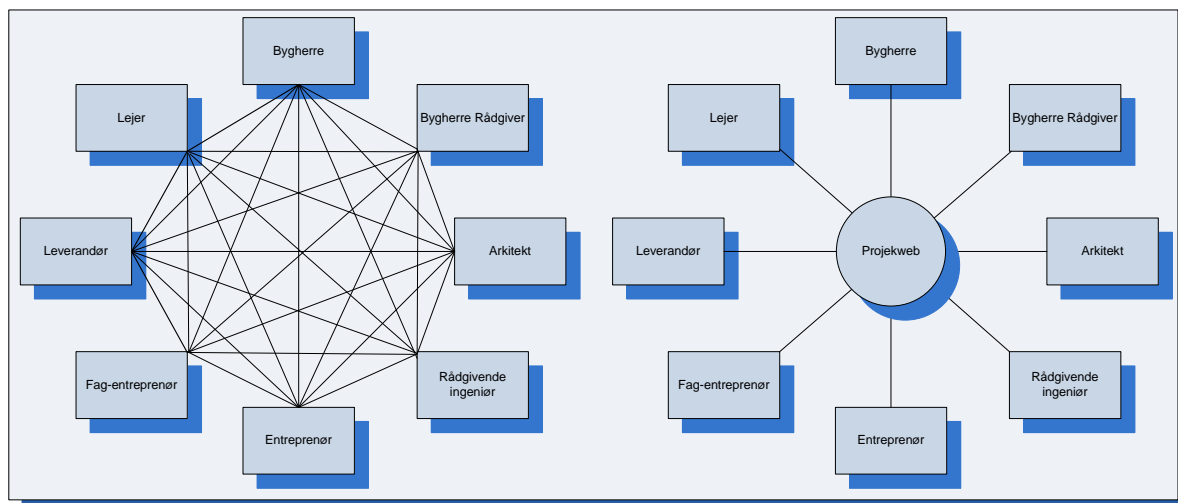 Bygherre
Lejer
Bygherre Rådgiver
Leverandør
Arkitekt
Fag-entreprenør
Rådgivende
ingeniør
Entreprenør
Bygherre
Lejer
Bygherre Rådgiver
Leverandør
Projekweb
Arkitekt
Fag-entreprenør
Rådgivende
ingeniør
Entreprenør